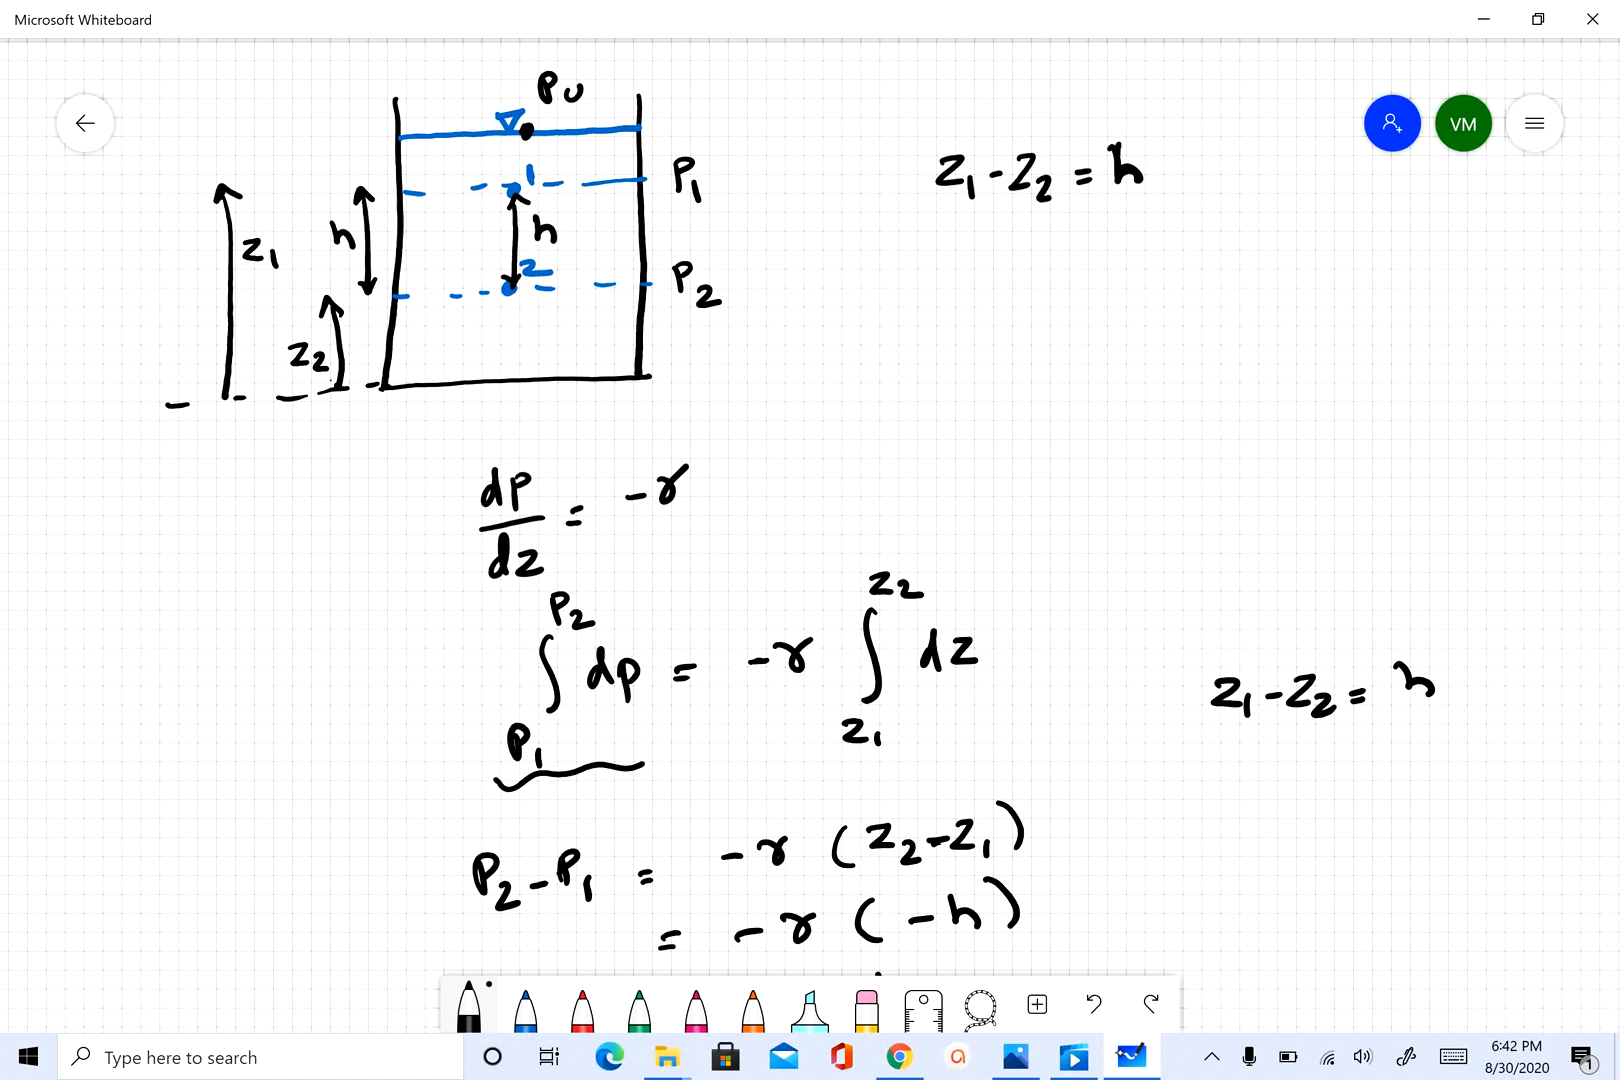 Microsoft Whiteboard
P0
VM
1
P1
Z1 - Z2 = h
Z1
h
h
2
P2
Z2
dp/dz = -γ
∫ P1 P2 dp = -γ ∫ Z1 Z2 dz
Z1 - Z2 = h
P2 - P1 = -γ (Z2 - Z1)
= -γ (-h)
Type here to search
6:42 PM
8/30/2020
1